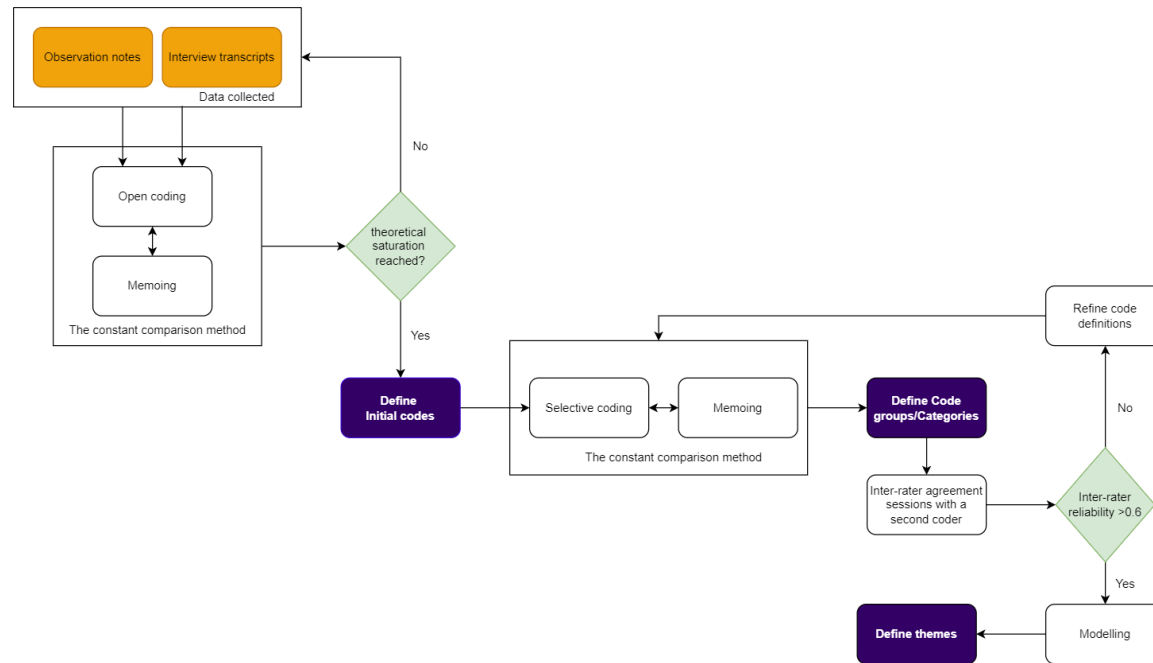 Observation notes
Interview transcripts
Data collected
No
Open coding
theoretical
saturation
reached?
Memoing
The constant comparison method
Yes
Refine code
definitions
Define
Initial codes
Selective coding
Memoing
The constant comparison method
Define Code
groups/Categories
No
Inter-rater agreement
sessions with a
second coder
Inter-rater
reliability >0.6
Yes
Define themes
Modelling